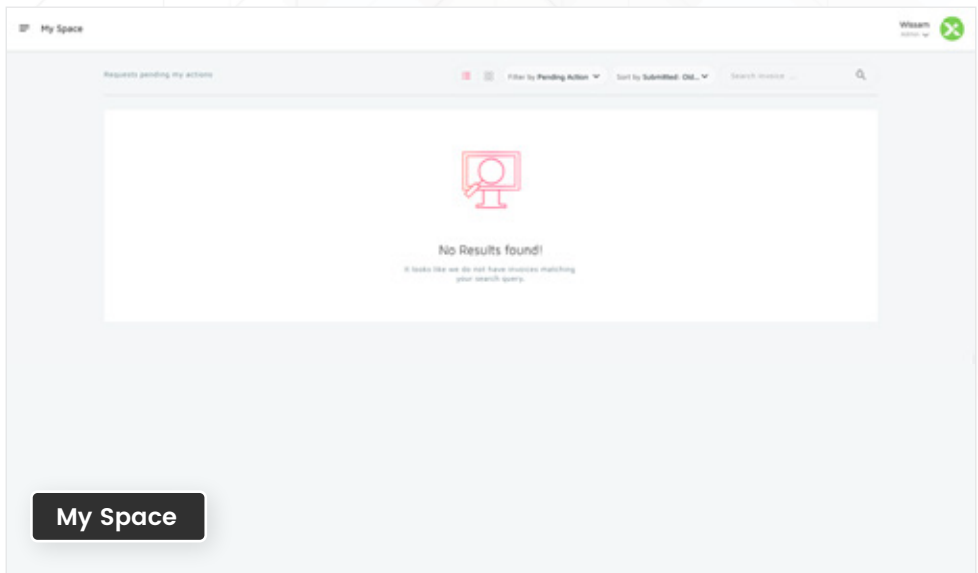 My Space
Wissam
Admin
Requests pending my actions
Filter by Pending Action
Sort by Submitted: Old...
Search invoice ...
No Results found!
It looks like we do not have invoices matching
your search query.
My Space